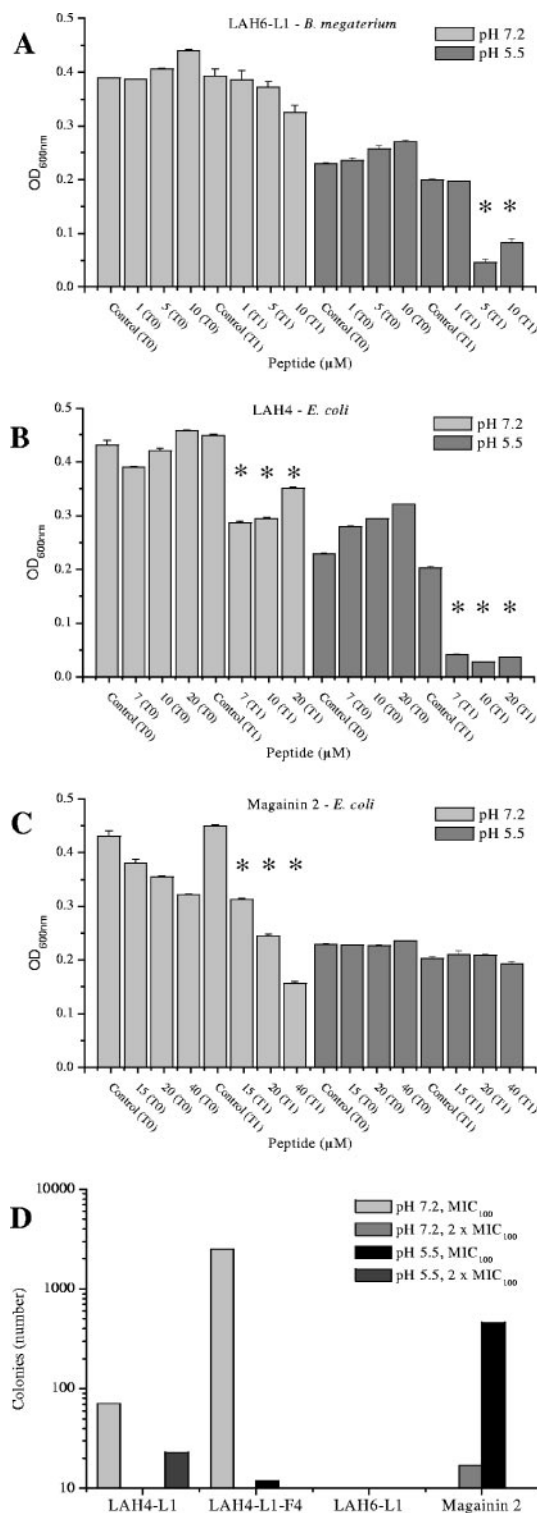 A
LAH6-L1 - B. megaterium
pH 7.2
pH 5.5
OD600nm
0.5
0.4
0.3
0.2
0.1
0.0
* *
Control (T0)
1 (T0)
5 (T0)
10 (T0)
Control (T1)
1 (T1)
5 (T1)
10 (T1)
Control (T0)
1 (T0)
5 (T0)
10 (T0)
Control (T1)
1 (T1)
5 (T1)
10 (T1)
Peptide (µM)
B
LAH4 - E. coli
pH 7.2
pH 5.5
OD600nm
0.5
0.4
0.3
0.2
0.1
0.0
* * *
* * *
Control (T0)
7 (T0)
10 (T0)
20 (T0)
Control (T1)
7 (T1)
10 (T1)
20 (T1)
Control (T0)
7 (T0)
10 (T0)
20 (T0)
Control (T1)
7 (T1)
10 (T1)
20 (T1)
Peptide (µM)
C
Magainin 2 - E. coli
pH 7.2
pH 5.5
OD600nm
0.5
0.4
0.3
0.2
0.1
0.0
* * *
Control (T0)
15 (T0)
20 (T0)
40 (T0)
Control (T1)
15 (T1)
20 (T1)
40 (T1)
Control (T0)
15 (T0)
20 (T0)
40 (T0)
Control (T1)
15 (T1)
20 (T1)
40 (T1)
Peptide (µM)
D
pH 7.2, MIC100
pH 7.2, 2 x MIC100
pH 5.5, MIC100
pH 5.5, 2 x MIC100
Colonies (number)
10000
1000
100
10
LAH4-L1
LAH4-L1-F4
LAH6-L1
Magainin 2